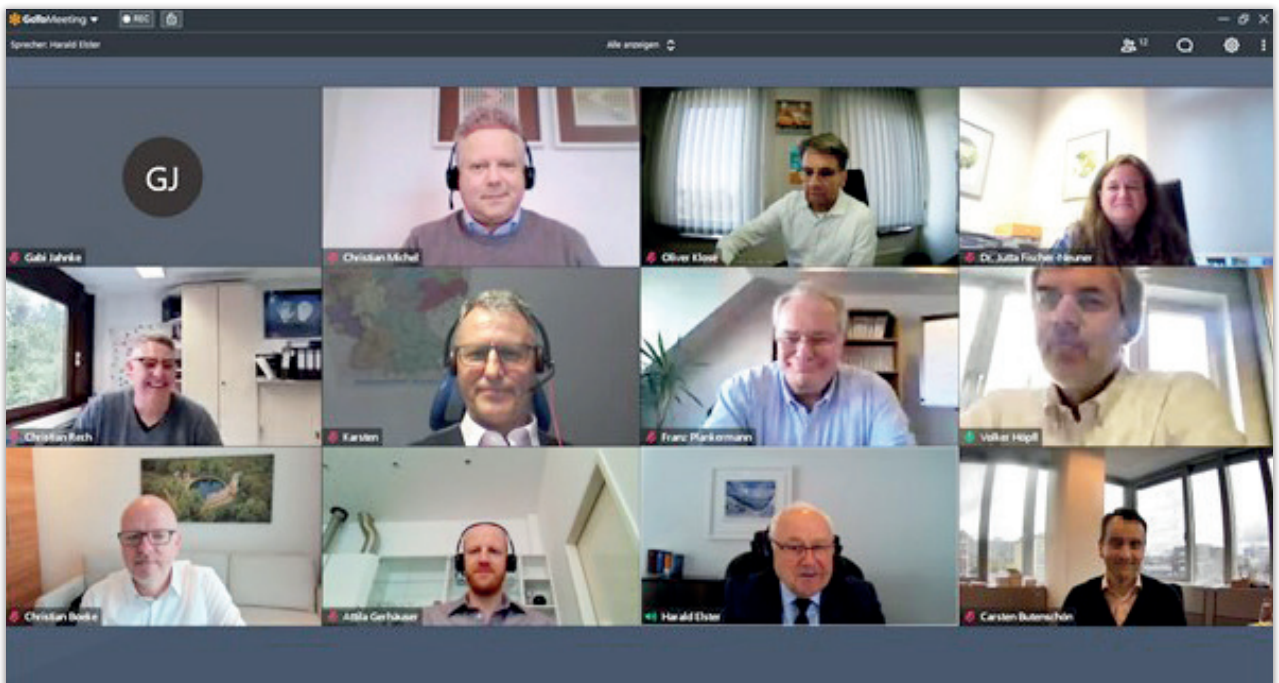 GoToMeeting
REC
Sprecher: Harald Elster
Alle anzeigen
12
GJ
Gabi Jahnke
Christian Michel
Oliver Klose
Dr. Jutta Fischer-Neuner
Christian Rech
Karsten
Franz Plankermann
Volker Höpfl
Christian Boeke
Attila Gerhäuser
Harald Elster
Carsten Butenschön